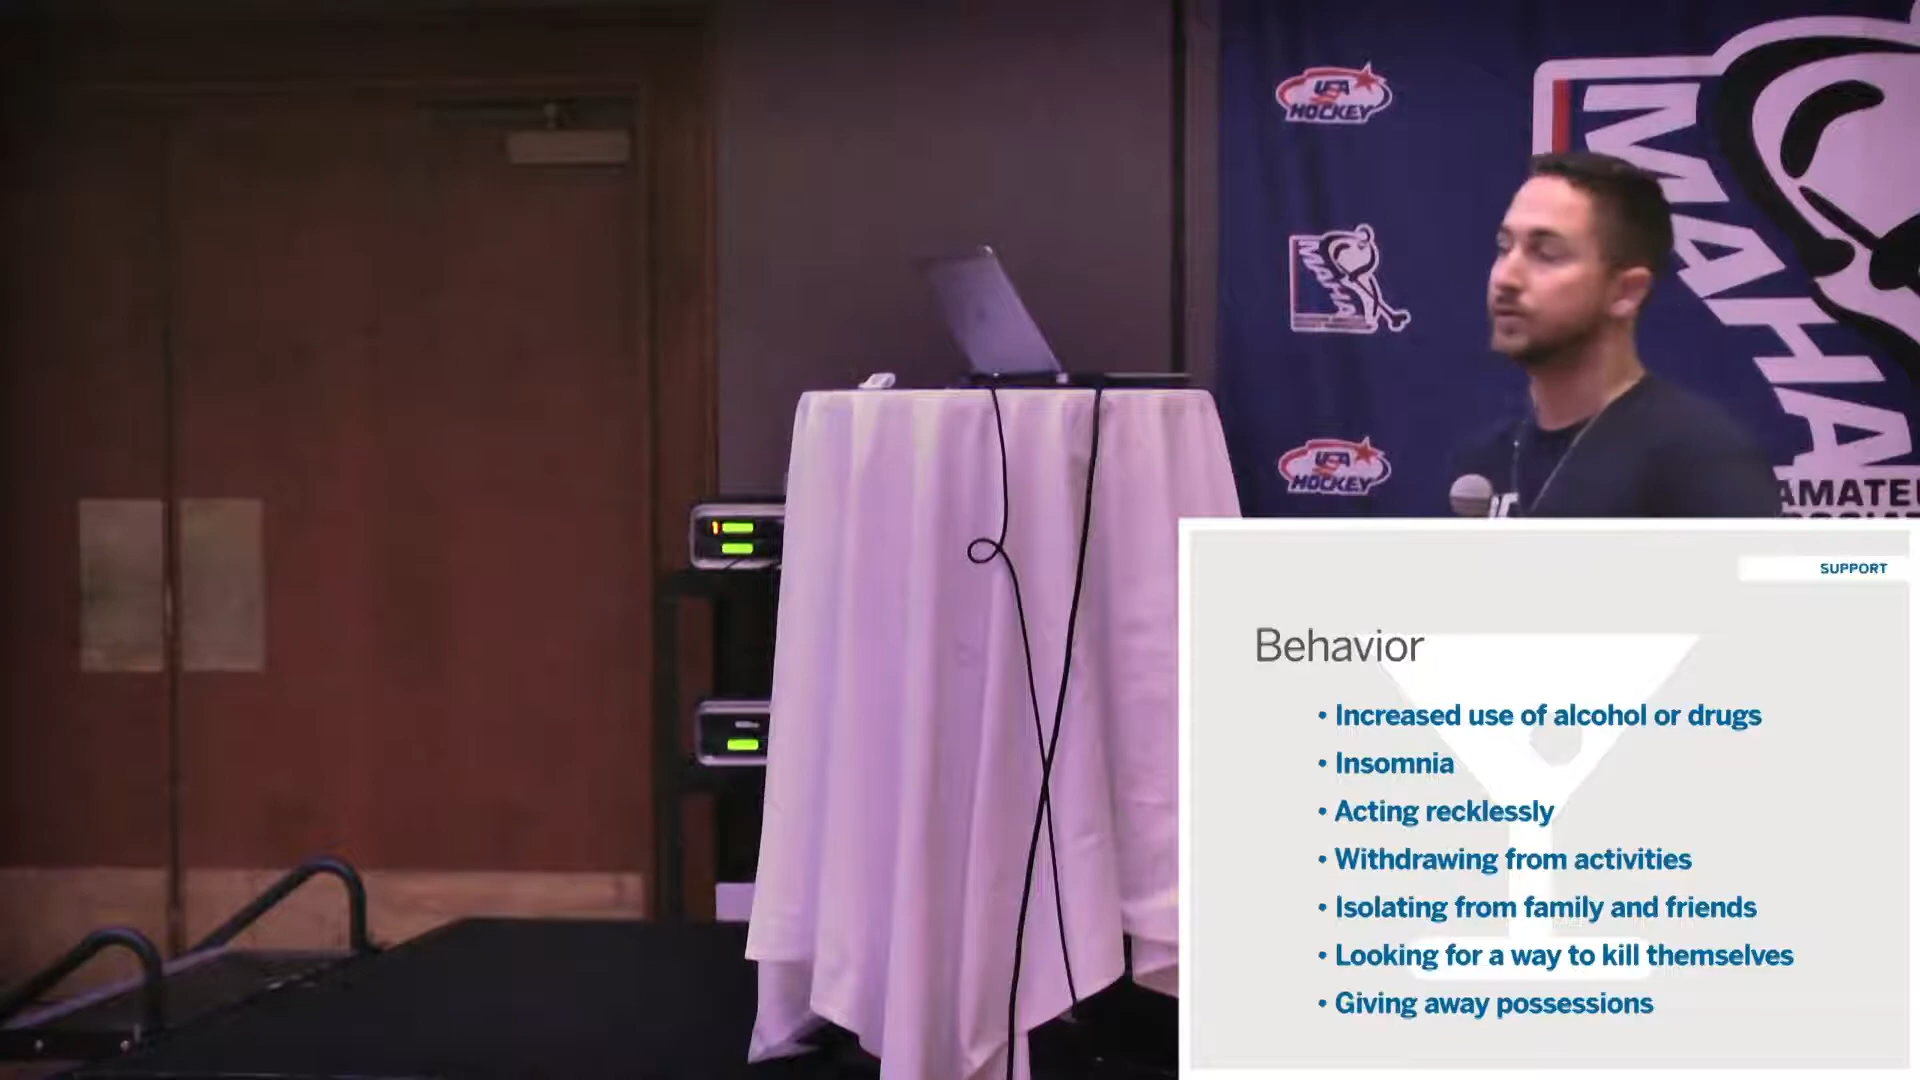 USA
HOCKEY
MAHA
MAHA
USA
HOCKEY
AMATEU
SUPPORT
Behavior
• Increased use of alcohol or drugs
• Insomnia
• Acting recklessly
• Withdrawing from activities
• Isolating from family and friends
• Looking for a way to kill themselves
• Giving away possessions